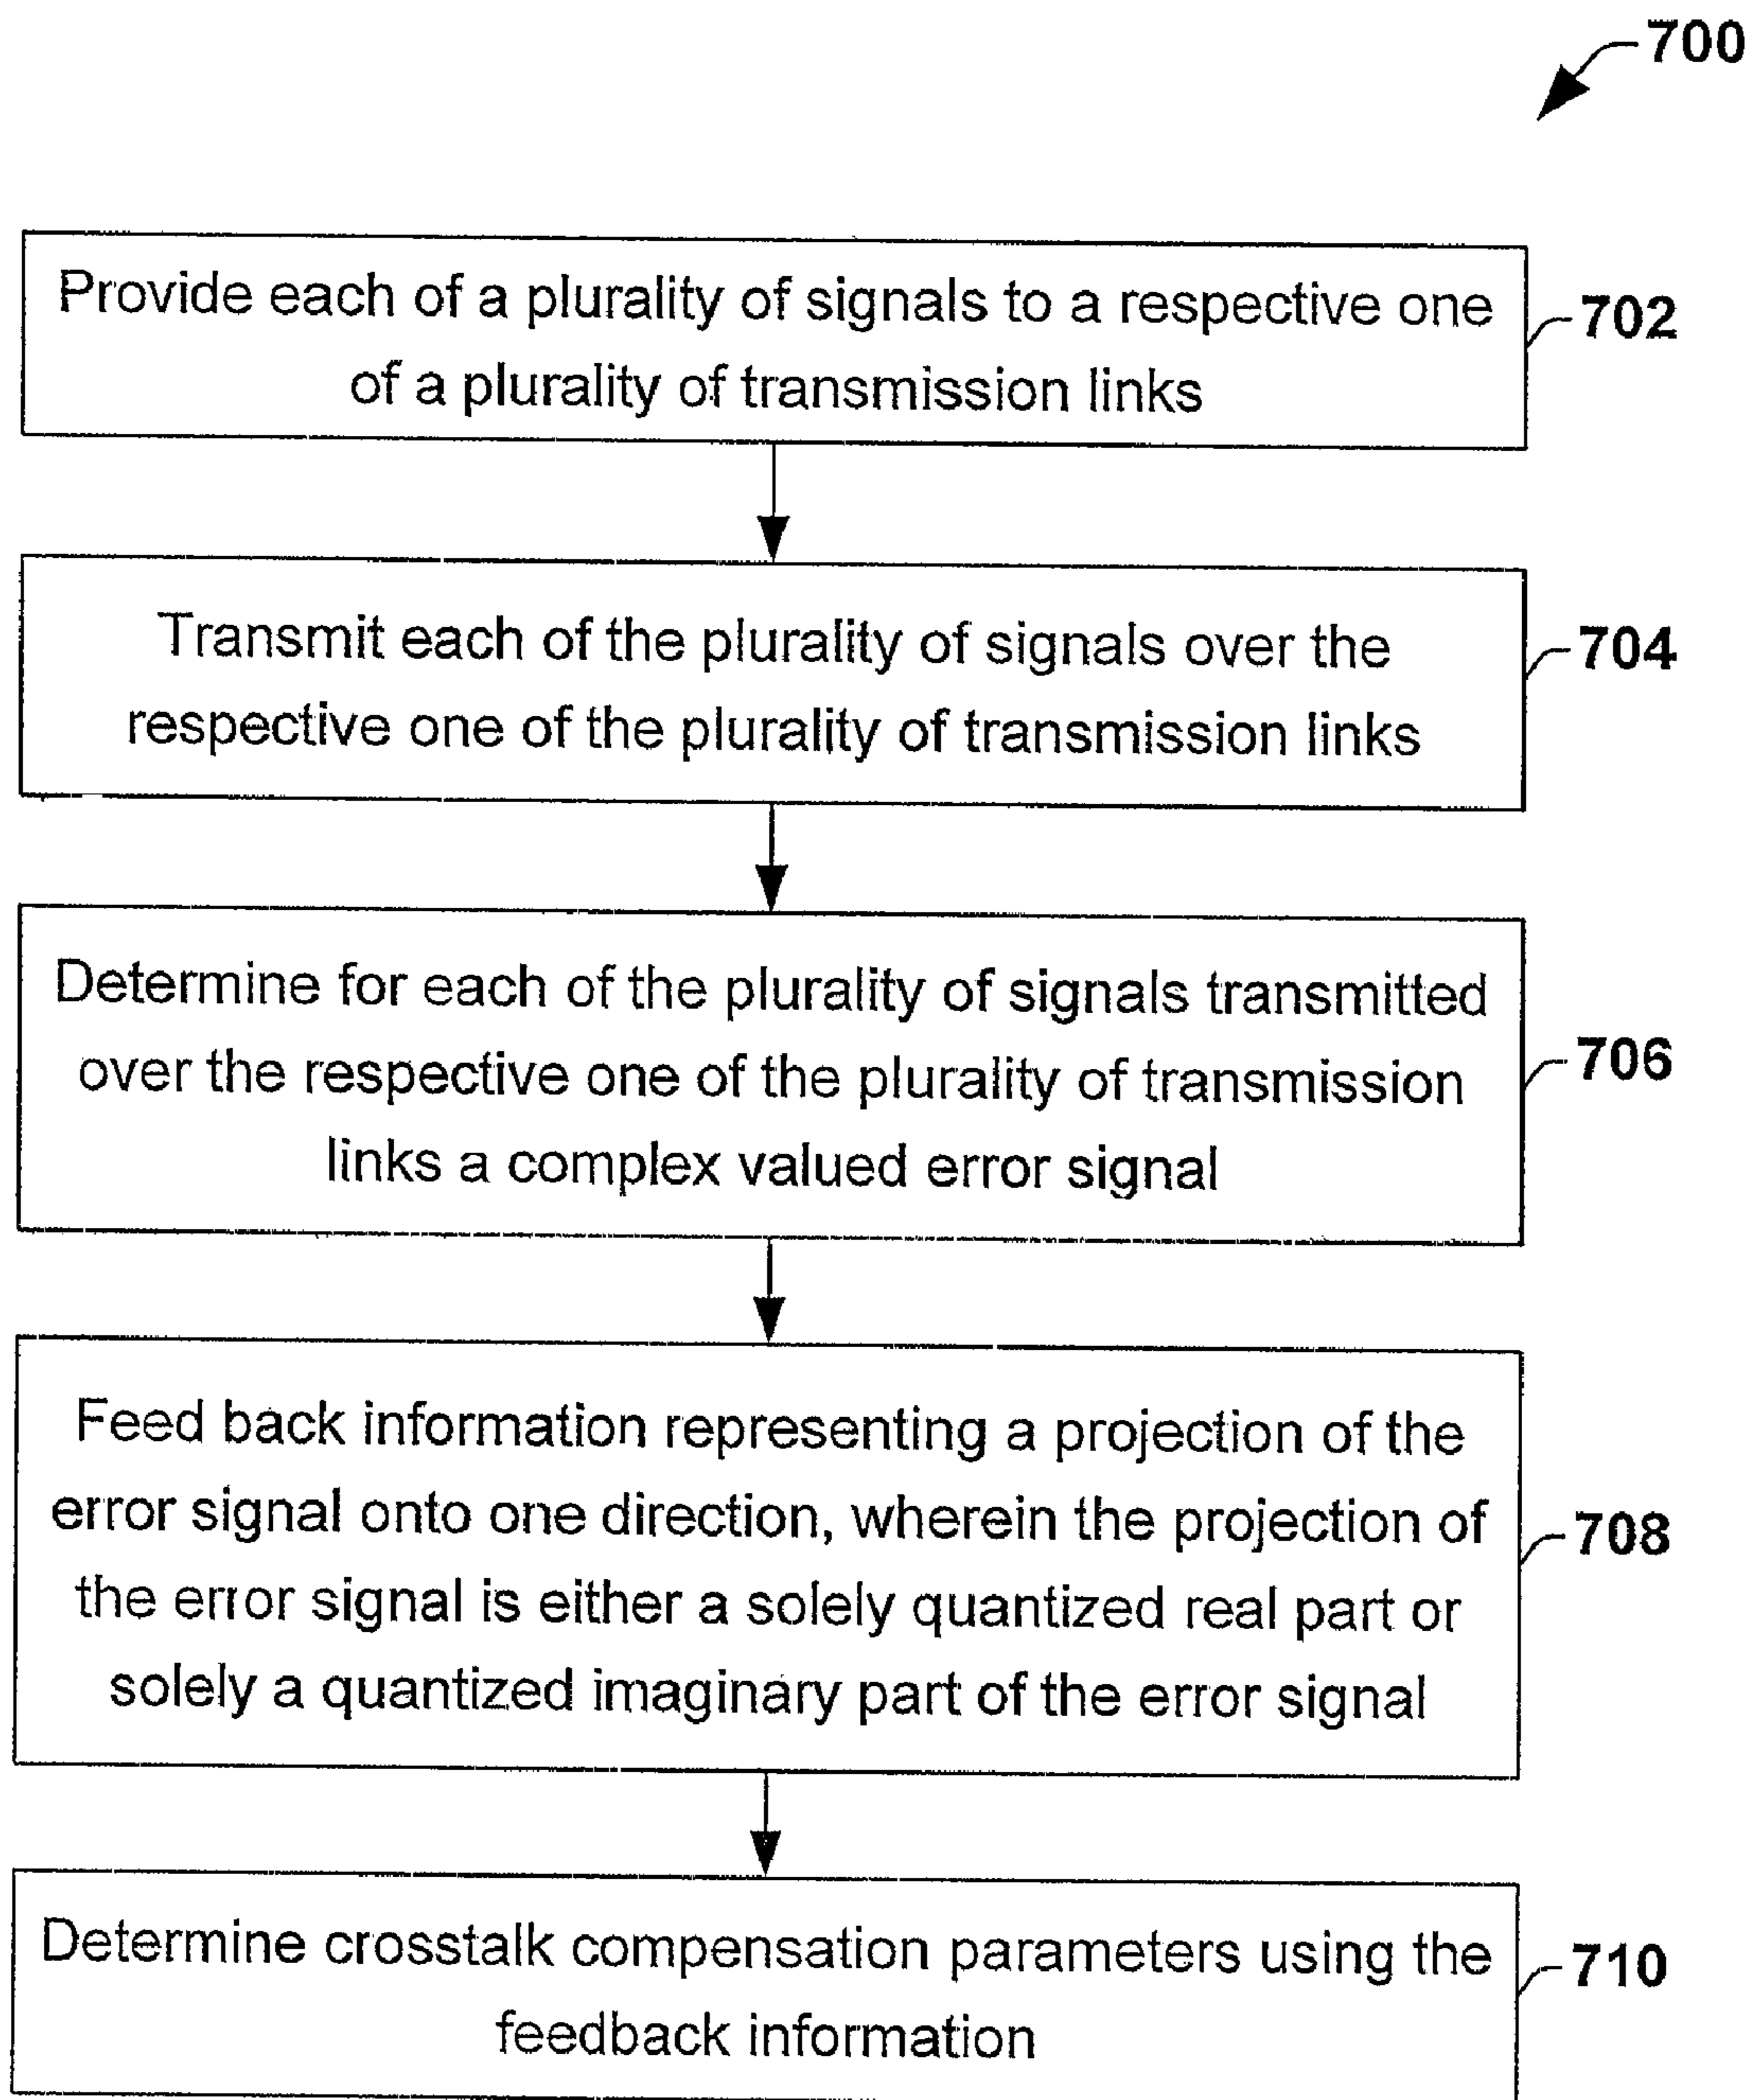 700
Provide each of a plurality of signals to a respective one
of a plurality of transmission links
702
Transmit each of the plurality of signals over the
respective one of the plurality of transmission links
704
Determine for each of the plurality of signals transmitted
over the respective one of the plurality of transmission
links a complex valued error signal
706
Feed back information representing a projection of the
error signal onto one direction, wherein the projection of
the error signal is either a solely quantized real part or
solely a quantized imaginary part of the error signal
708
Determine crosstalk compensation parameters using the
feedback information
710